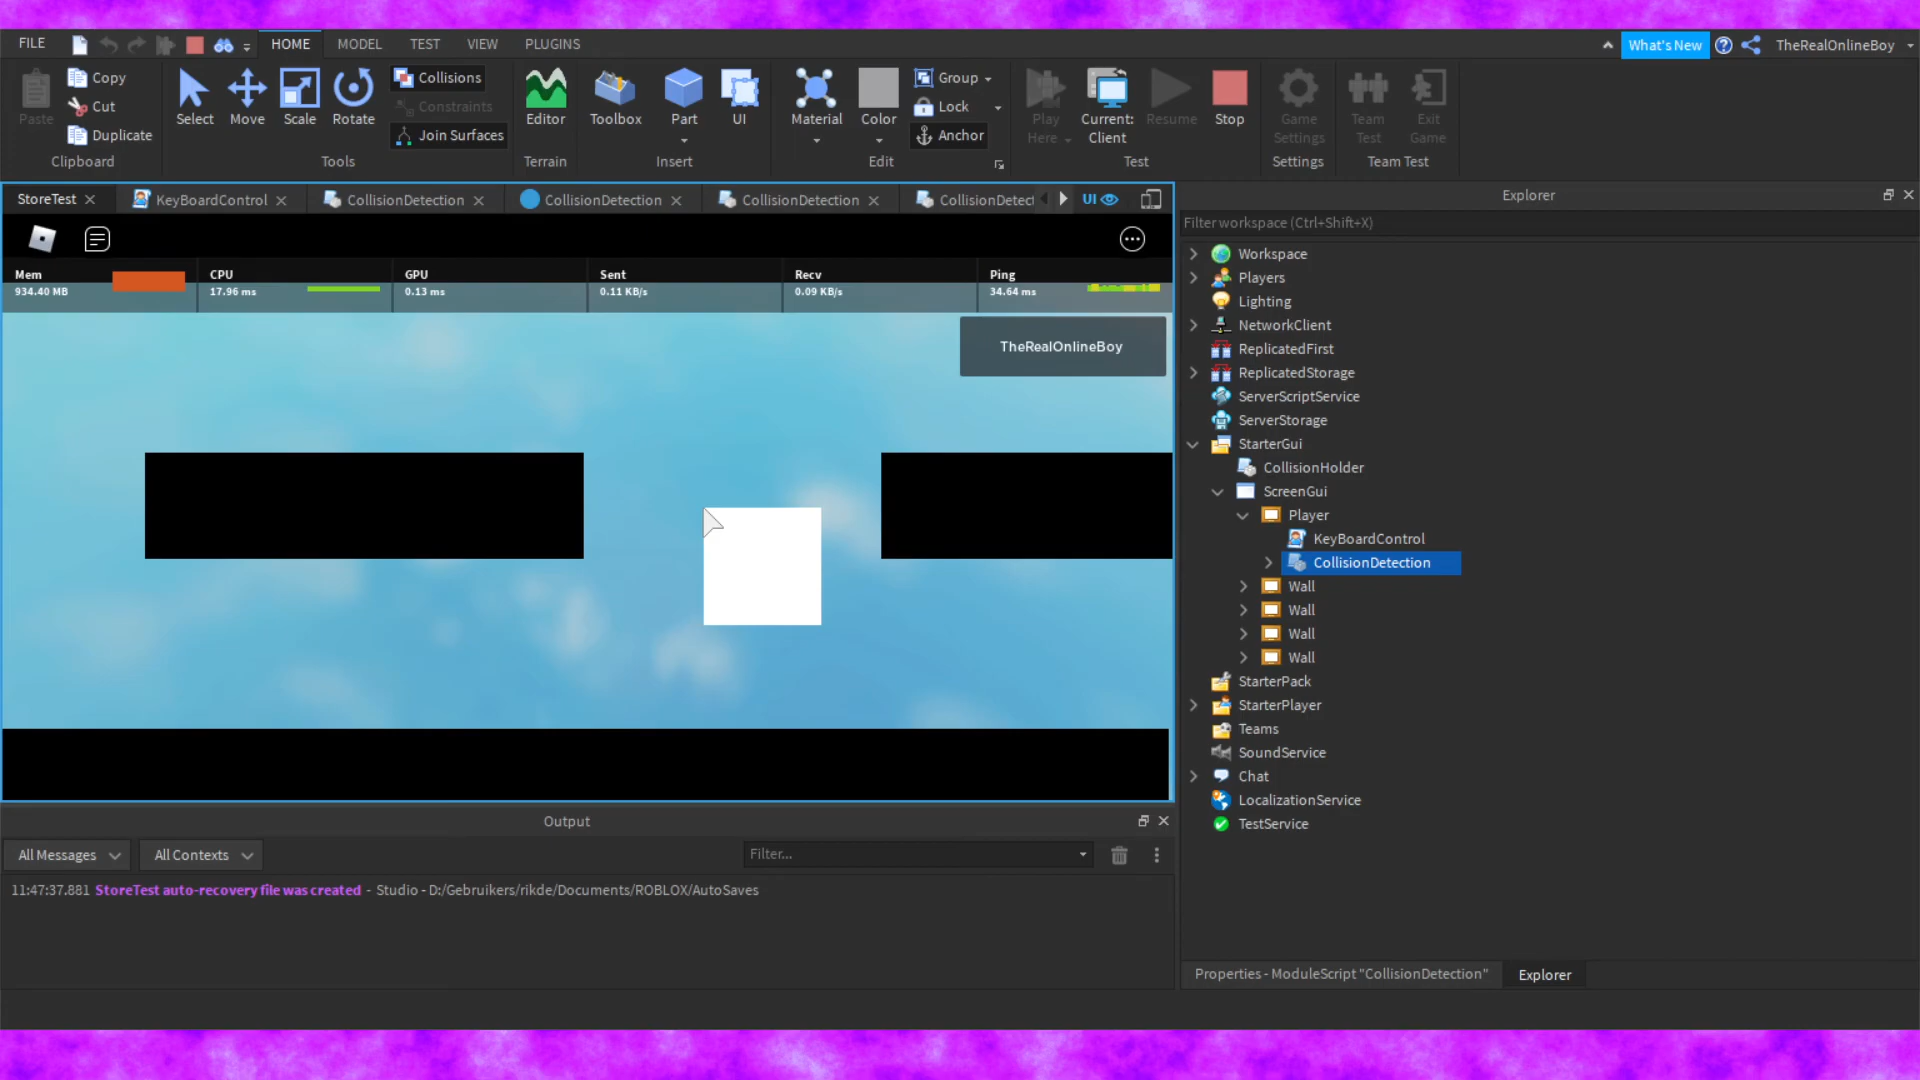 FILE HOME MODEL TEST VIEW PLUGINS What's New TheRealOnlineBoy
Paste Copy Cut Duplicate
Clipboard
Select Move Scale Rotate
Collisions
Constraints
Join Surfaces
Tools
Editor
Terrain
Toolbox Part UI
Insert
Material Color
Group
Lock
Anchor
Edit
Play Here
Current: Client
Resume
Stop
Test
Game Settings
Settings
Team Test
Exit Game
Team Test
StoreTest KeyBoardControl CollisionDetection CollisionDetection CollisionDetection CollisionDetect UI
Mem CPU GPU Sent Recv Ping
934.40 MB 17.96 ms 0.13 ms 0.11 KB/s 0.09 KB/s 34.64 ms
TheRealOnlineBoy
Output
All Messages All Contexts Filter...
11:47:37.881 StoreTest auto-recovery file was created - Studio - D:/Gebruikers/rikde/Documents/ROBLOX/AutoSaves
Explorer
Filter workspace (Ctrl+Shift+X)
Workspace
Players
Lighting
NetworkClient
ReplicatedFirst
ReplicatedStorage
ServerScriptService
ServerStorage
StarterGui
CollisionHolder
ScreenGui
Player
KeyBoardControl
CollisionDetection
Wall
Wall
Wall
Wall
StarterPack
StarterPlayer
Teams
SoundService
Chat
LocalizationService
TestService
Properties - ModuleScript "CollisionDetection" Explorer